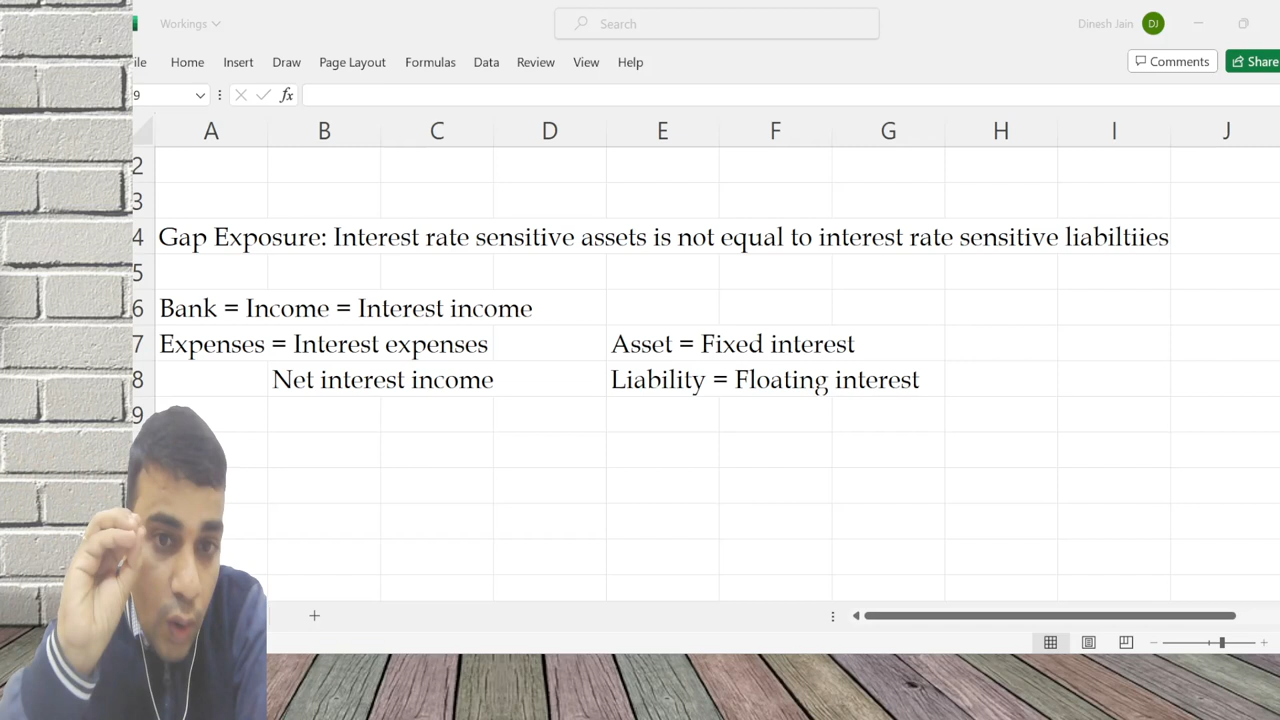 Workings
Search
Dinesh Jain
DJ
ile Home Insert Draw Page Layout Formulas Data Review View Help
Comments
Share
9
fx
A B C D E F G H I J
2
3
4 Gap Exposure: Interest rate sensitive assets is not equal to interest rate sensitive liabiltiies
5
6 Bank = Income = Interest income
7 Expenses = Interest expenses Asset = Fixed interest
8 Net interest income Liability = Floating interest
9